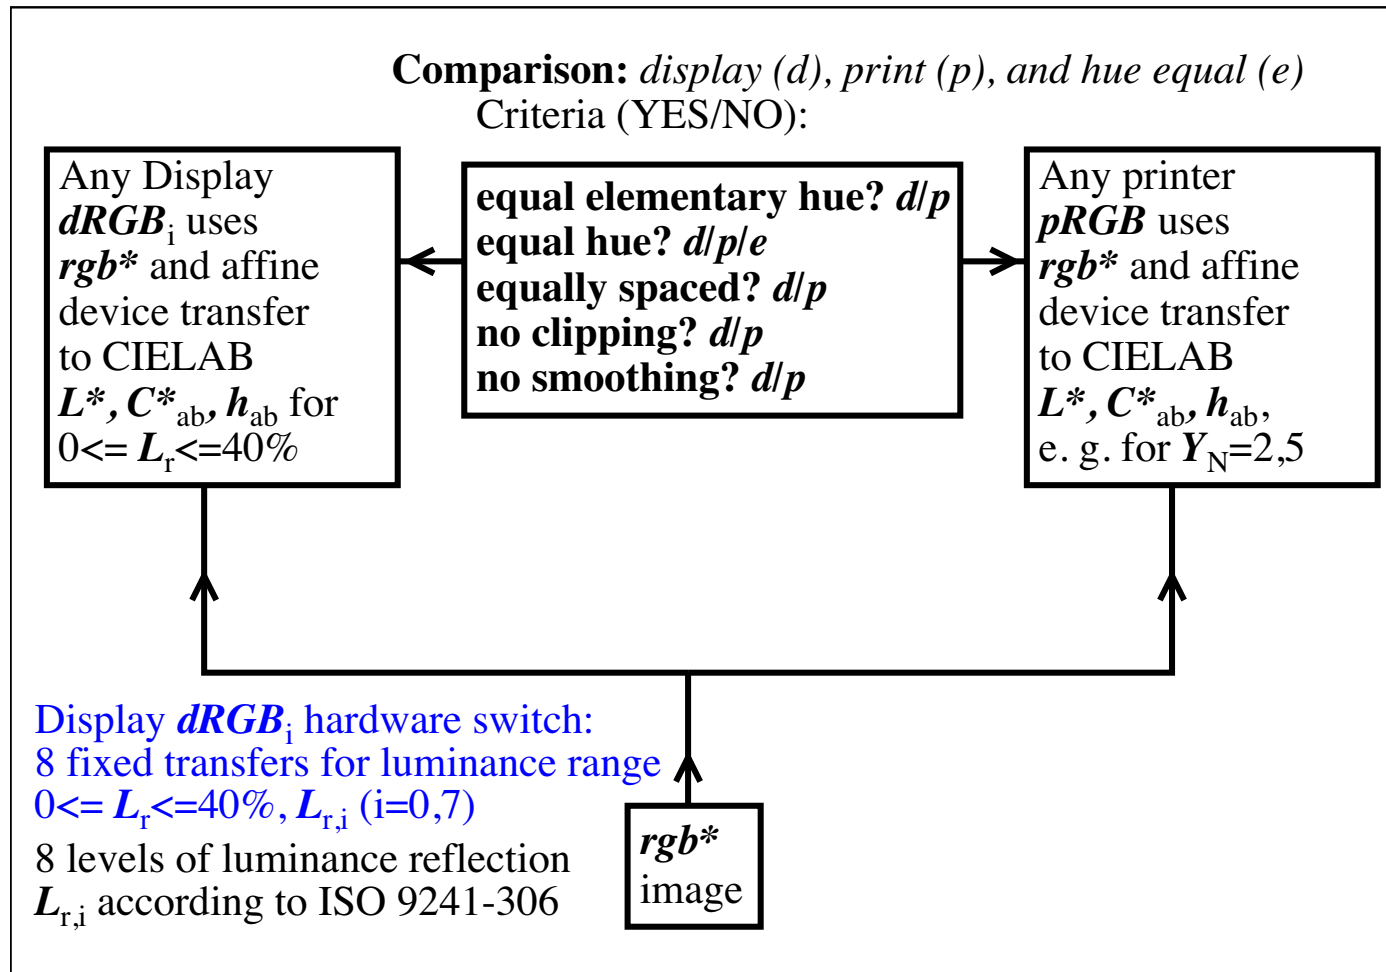 Comparison: display (d), print (p), and hue equal (e)
Criteria (YES/NO):
Any Display
dRGBi uses
rgb* and affine
device transfer
to CIELAB
L*, C*ab, hab for
0<= Lr<=40%
equal elementary hue? d/p
equal hue? d/p/e
equally spaced? d/p
no clipping? d/p
no smoothing? d/p
Any printer
pRGB uses
rgb* and affine
device transfer
to CIELAB
L*, C*ab, hab,
e. g. for YN=2,5
Display dRGBi hardware switch:
8 fixed transfers for luminance range
0<= Lr<=40%, Lr,i (i=0,7)
8 levels of luminance reflection
Lr,i according to ISO 9241-306
rgb*
image